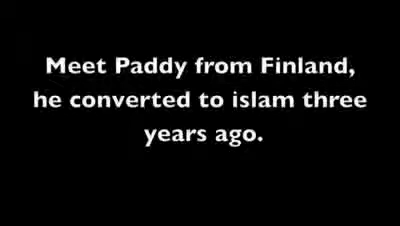 Meet Paddy from Finland,
he converted to islam three
years ago.